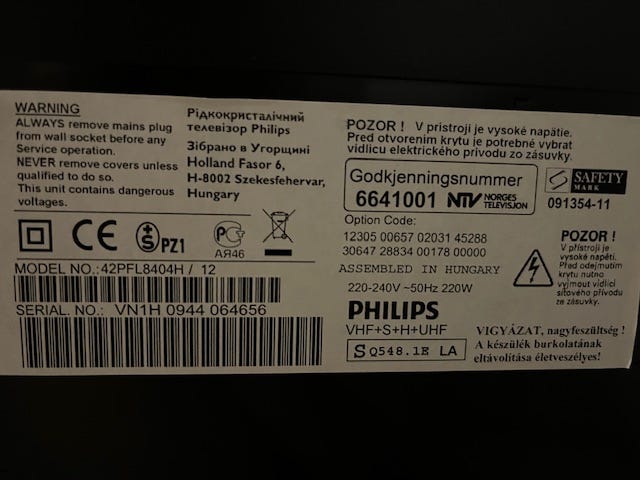 WARNING
ALWAYS remove mains plug
from wall socket before any
Service operation.
NEVER remove covers unless
qualified to do so.
This unit contains dangerous
voltages.
Рідкокристалічний
телевізор Philips
Зібрано в Угорщині
Holland Fasor 6,
H-8002 Szekesfehervar,
Hungary
CE
S PZ1
АЯ46
MODEL NO.:42PFL8404H / 12
SERIAL. NO.: VN1H 0944 064656
POZOR ! V pristroji je vysoké napätie.
Pred otvorením krytu je potrebné vybrat
vidlicu elektrického prívodu zo zásuvky.
Godkjenningsnummer
6641001 NTV NORGES
TELEVISJON
S SAFETY
MARK
091354-11
Option Code:
12305 00657 02031 45288
30647 28834 00178 00000
ASSEMBLED IN HUNGARY
220-240V ~50Hz 220W
PHILIPS
VHF+S+H+UHF
S Q548.1E LA
POZOR !
V přístroji je
vysoké napětí.
Před odejmutím
krytu nutno
vyjmout vidlici
síťového přívodu
ze zásuvky.
VIGYÁZAT, nagyfeszültség !
A készülék burkolatának
eltávolítása életveszélyes!